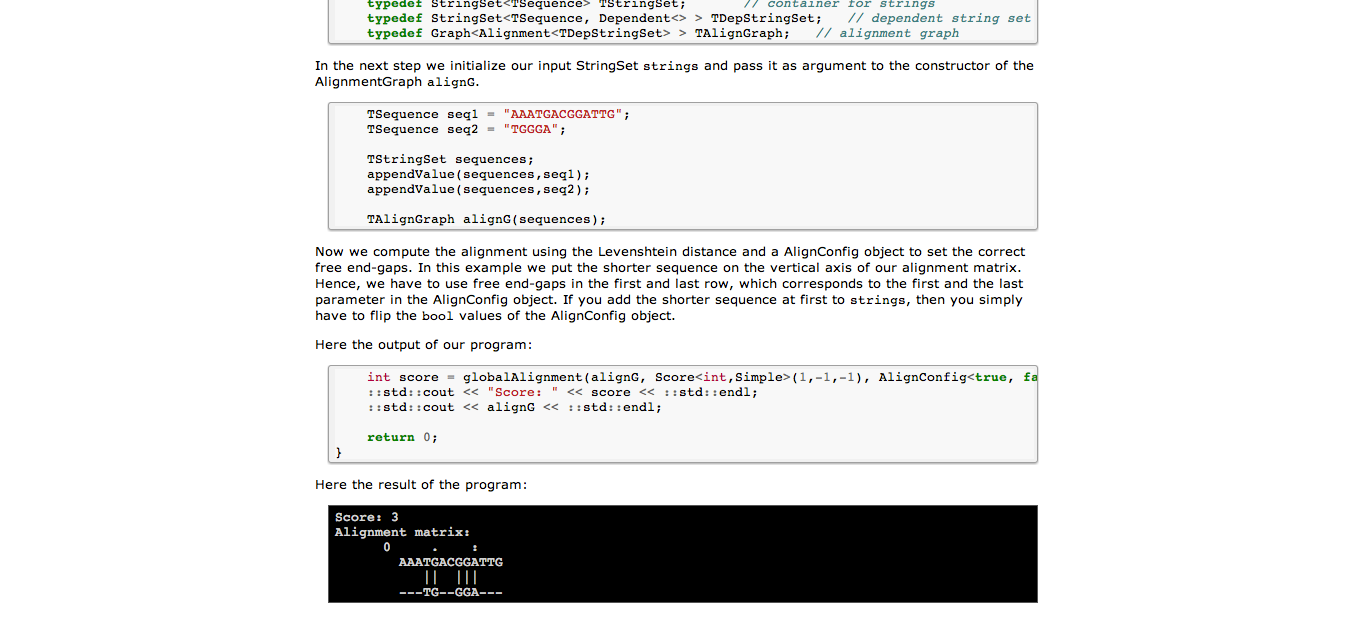 typedef StringSet<TSequence> TStringSet;       // container for strings
typedef StringSet<TSequence, Dependent<> > TDepStringSet;   // dependent string set
typedef Graph<Alignment<TDepStringSet> > TAlignGraph;   // alignment graph
In the next step we initialize our input StringSet strings and pass it as argument to the constructor of the
AlignmentGraph alignG.
TSequence seq1 = "AAATGACGGATTG";
TSequence seq2 = "TGGGA";
TStringSet sequences;
appendValue(sequences,seq1);
appendValue(sequences,seq2);
TAlignGraph alignG(sequences);
Now we compute the alignment using the Levenshtein distance and a AlignConfig object to set the correct
free end-gaps. In this example we put the shorter sequence on the vertical axis of our alignment matrix.
Hence, we have to use free end-gaps in the first and last row, which corresponds to the first and the last
parameter in the AlignConfig object. If you add the shorter sequence at first to strings, then you simply
have to flip the bool values of the AlignConfig object.
Here the output of our program:
int score = globalAlignment(alignG, Score<int,Simple>(1,-1,-1), AlignConfig<true, fa
::std::cout << "Score: " << score << ::std::endl;
::std::cout << alignG << ::std::endl;
return 0;
}
Here the result of the program:
Score: 3
Alignment matrix:
      0     .    :
        AAATGACGGATTG
           ||  |||
        ---TG--GGA---